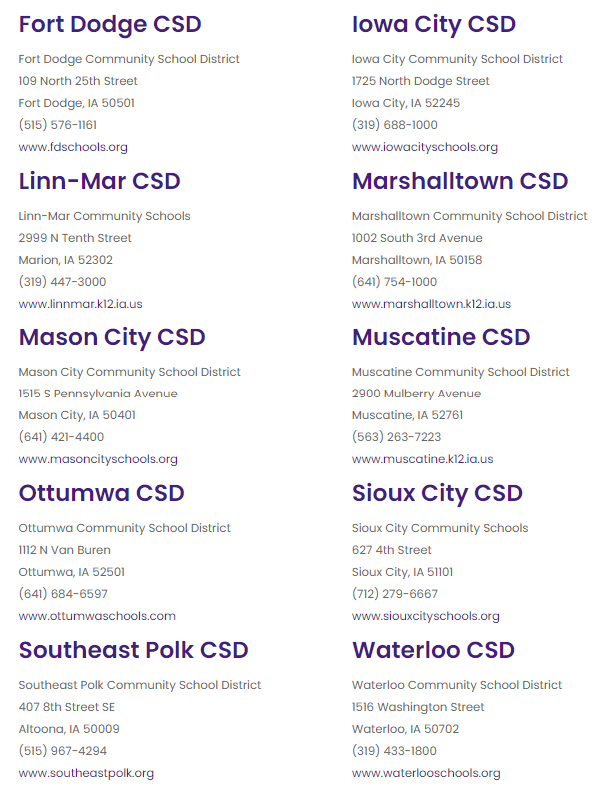 Fort Dodge CSD
Fort Dodge Community School District
109 North 25th Street
Fort Dodge, IA 50501
(515) 576-1161
www.fdschools.org
Iowa City CSD
Iowa City Community School District
1725 North Dodge Street
Iowa City, IA 52245
(319) 688-1000
www.iowacityschools.org
Linn-Mar CSD
Linn-Mar Community Schools
2999 N Tenth Street
Marion, IA 52302
(319) 447-3000
www.linnmar.k12.ia.us
Marshalltown CSD
Marshalltown Community School District
1002 South 3rd Avenue
Marshalltown, IA 50158
(641) 754-1000
www.marshalltown.k12.ia.us
Mason City CSD
Mason City Community School District
1515 S Pennsylvania Avenue
Mason City, IA 50401
(641) 421-4400
www.masoncityschools.org
Muscatine CSD
Muscatine Community School District
2900 Mulberry Avenue
Muscatine, IA 52761
(563) 263-7223
www.muscatine.k12.ia.us
Ottumwa CSD
Ottumwa Community School District
1112 N Van Buren
Ottumwa, IA 52501
(641) 684-6597
www.ottumwaschools.com
Sioux City CSD
Sioux City Community Schools
627 4th Street
Sioux City, IA 51101
(712) 279-6667
www.siouxcityschools.org
Southeast Polk CSD
Southeast Polk Community School District
407 8th Street SE
Altoona, IA 50009
(515) 967-4294
www.southeastpolk.org
Waterloo CSD
Waterloo Community School District
1516 Washington Street
Waterloo, IA 50702
(319) 433-1800
www.waterlooschools.org